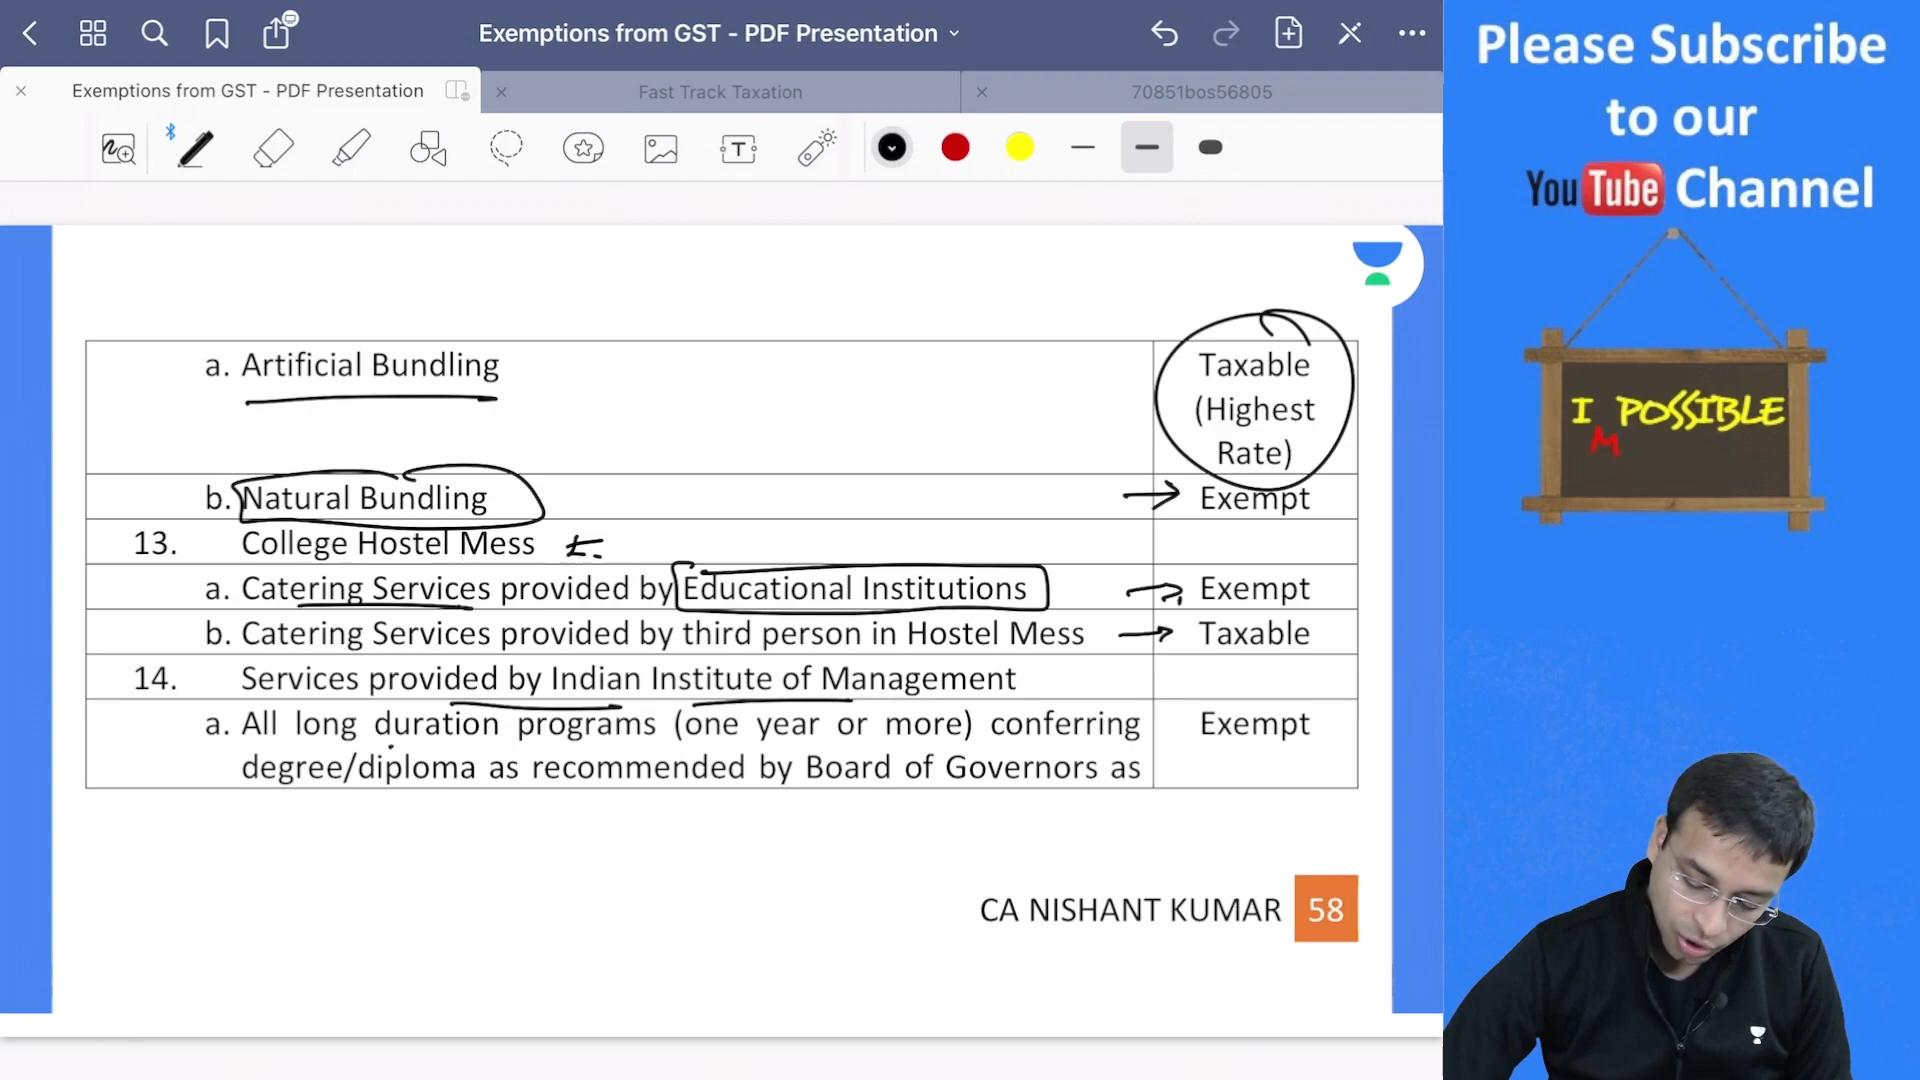 Exemptions from GST - PDF Presentation
Exemptions from GST - PDF Presentation
Fast Track Taxation
70851bos56805
Please Subscribe
to our
YouTube Channel
I POSSIBLE
M
a. Artificial Bundling
Taxable
(Highest
Rate)
b. Natural Bundling
Exempt
13. College Hostel Mess
a. Catering Services provided by Educational Institutions
Exempt
b. Catering Services provided by third person in Hostel Mess
Taxable
14. Services provided by Indian Institute of Management
a. All long duration programs (one year or more) conferring
Exempt
degree/diploma as recommended by Board of Governors as
CA NISHANT KUMAR 58